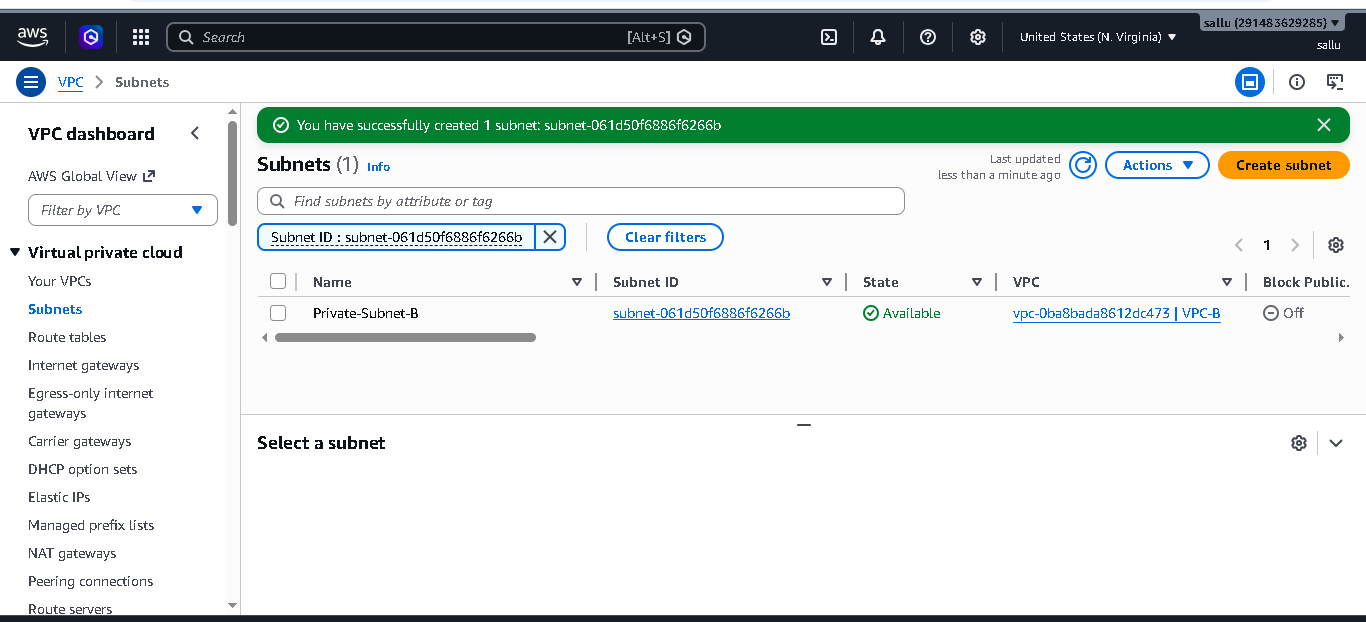 aws
Search
[Alt+S]
United States (N. Virginia)
sallu (291483629285)
sallu
VPC
Subnets
VPC dashboard
AWS Global View
Filter by VPC
Virtual private cloud
Your VPCs
Subnets
Route tables
Internet gateways
Egress-only internet
gateways
Carrier gateways
DHCP option sets
Elastic IPs
Managed prefix lists
NAT gateways
Peering connections
Route servers
You have successfully created 1 subnet: subnet-061d50f6886f6266b
Subnets (1) Info
Last updated
less than a minute ago
Actions
Create subnet
Find subnets by attribute or tag
Subnet ID : subnet-061d50f6886f6266b
Clear filters
1
Name Subnet ID State VPC Block Public.
Private-Subnet-B subnet-061d50f6886f6266b Available vpc-0ba8bada8612dc473 | VPC-B Off
Select a subnet